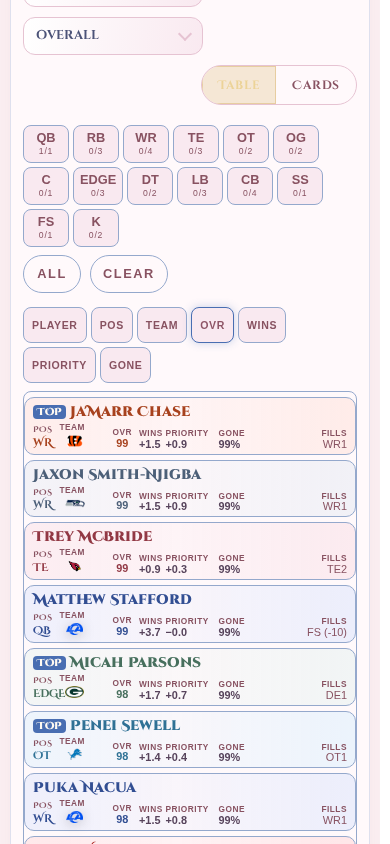 OVERALL
TABLE CARDS
QB RB WR TE OT OG
1/1 0/3 0/4 0/3 0/2 0/2
C EDGE DT LB CB SS
0/1 0/3 0/2 0/3 0/4 0/1
FS K
0/1 0/2
ALL CLEAR
PLAYER POS TEAM OVR WINS
PRIORITY GONE
TOP JA'MARR CHASE
POS TEAM OVR WINS PRIORITY GONE FILLS
WR 99 +1.5 +0.9 99% WR1
JAXON SMITH-NJIGBA
POS TEAM OVR WINS PRIORITY GONE FILLS
WR 99 +1.5 +0.9 99% WR1
TREY MCBRIDE
POS TEAM OVR WINS PRIORITY GONE FILLS
TE 99 +0.9 +0.3 99% TE2
MATTHEW STAFFORD
POS TEAM OVR WINS PRIORITY GONE FILLS
QB 99 +3.7 −0.0 99% FS (-10)
TOP MICAH PARSONS
POS TEAM OVR WINS PRIORITY GONE FILLS
EDGE 98 +1.7 +0.7 99% DE1
TOP PENEI SEWELL
POS TEAM OVR WINS PRIORITY GONE FILLS
OT 98 +1.4 +0.4 99% OT1
PUKA NACUA
POS TEAM OVR WINS PRIORITY GONE FILLS
WR 98 +1.5 +0.8 99% WR1